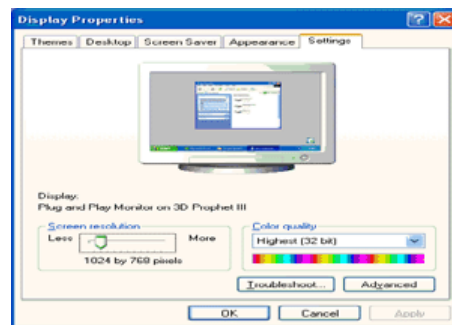 Display Properties
Themes Desktop Screen Saver Appearance Settings
Display:
Plug and Play Monitor on 3D Prophet III
Screen resolution
Less More
1024 by 768 pixels
Color quality
Highest (32 bit)
Troubleshoot... Advanced
OK Cancel Apply